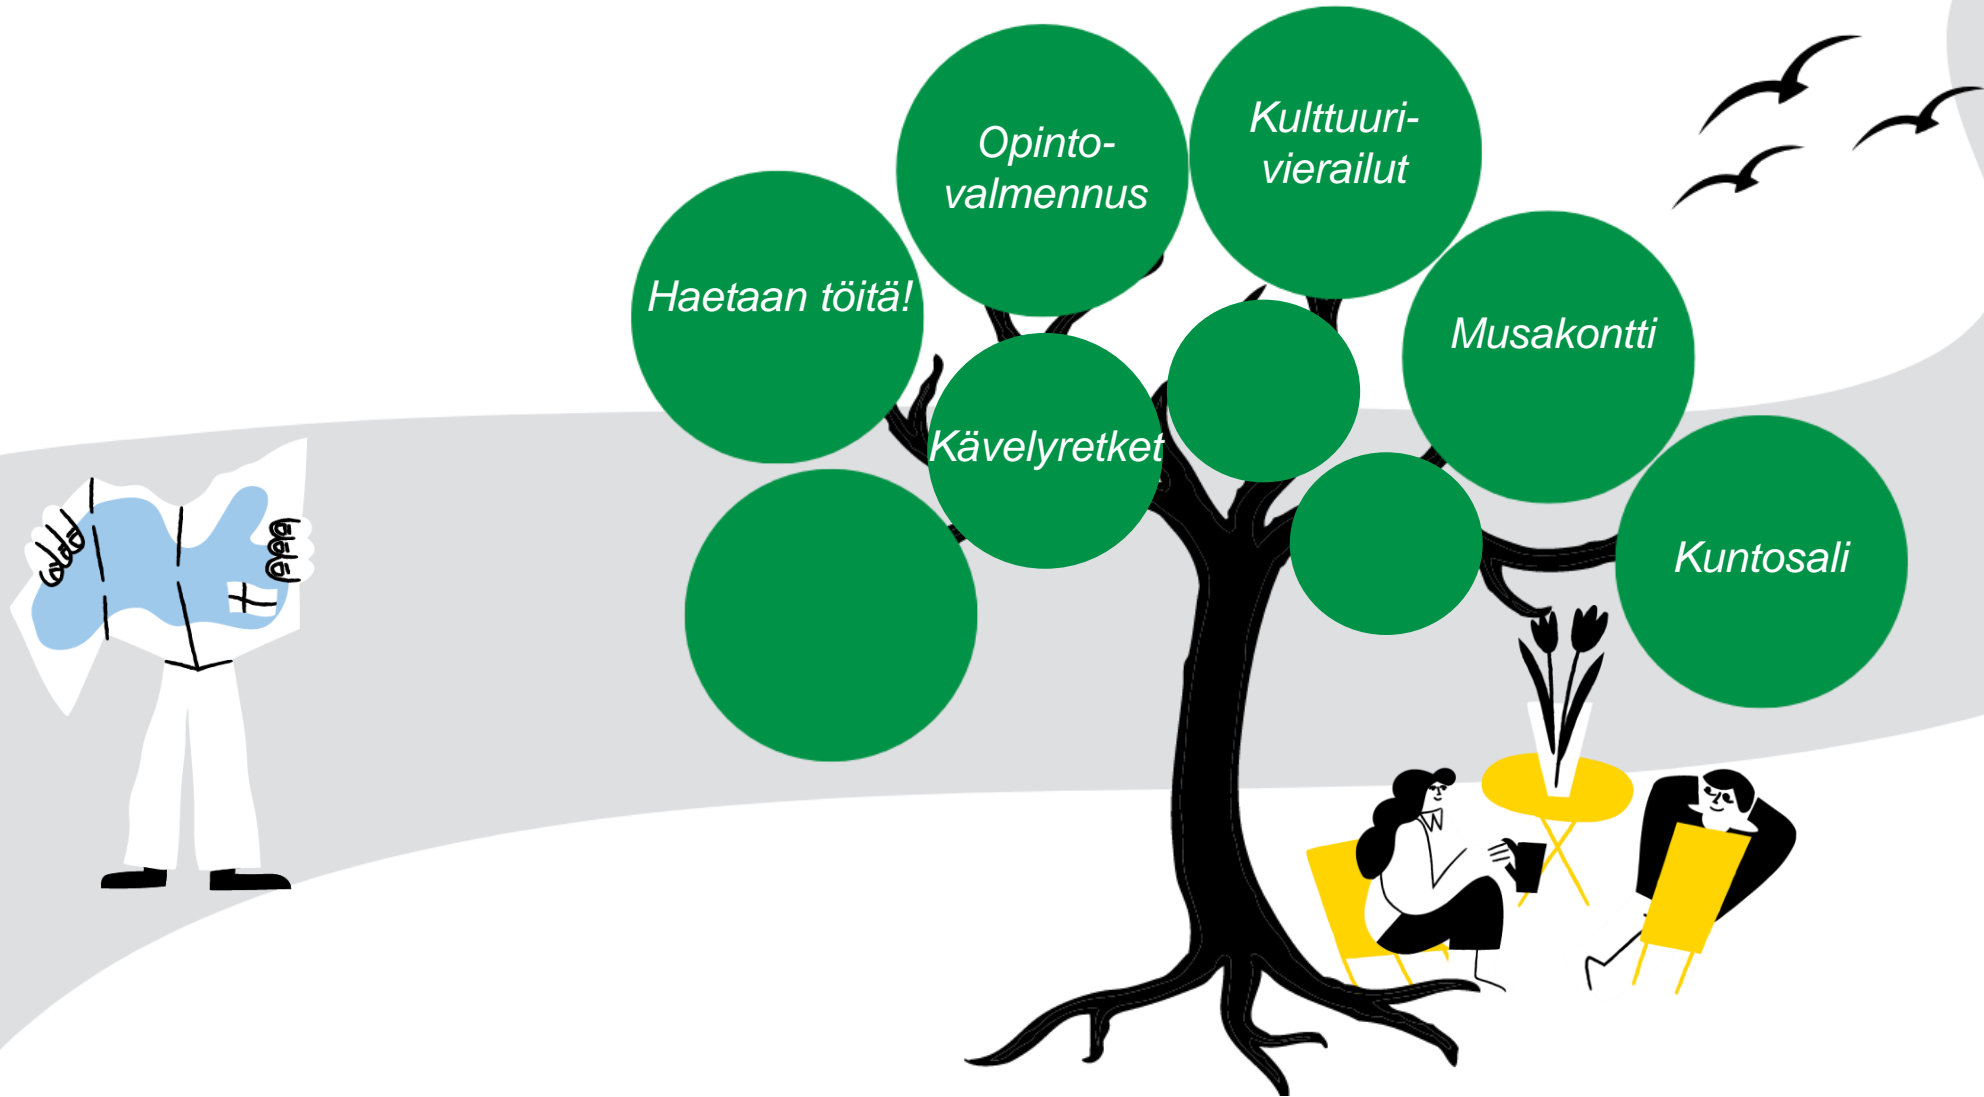 Opinto-
valmennus
Kulttuuri-
vierailut
Haetaan töitä!
Musakontti
Kävelyretket
Kuntosali